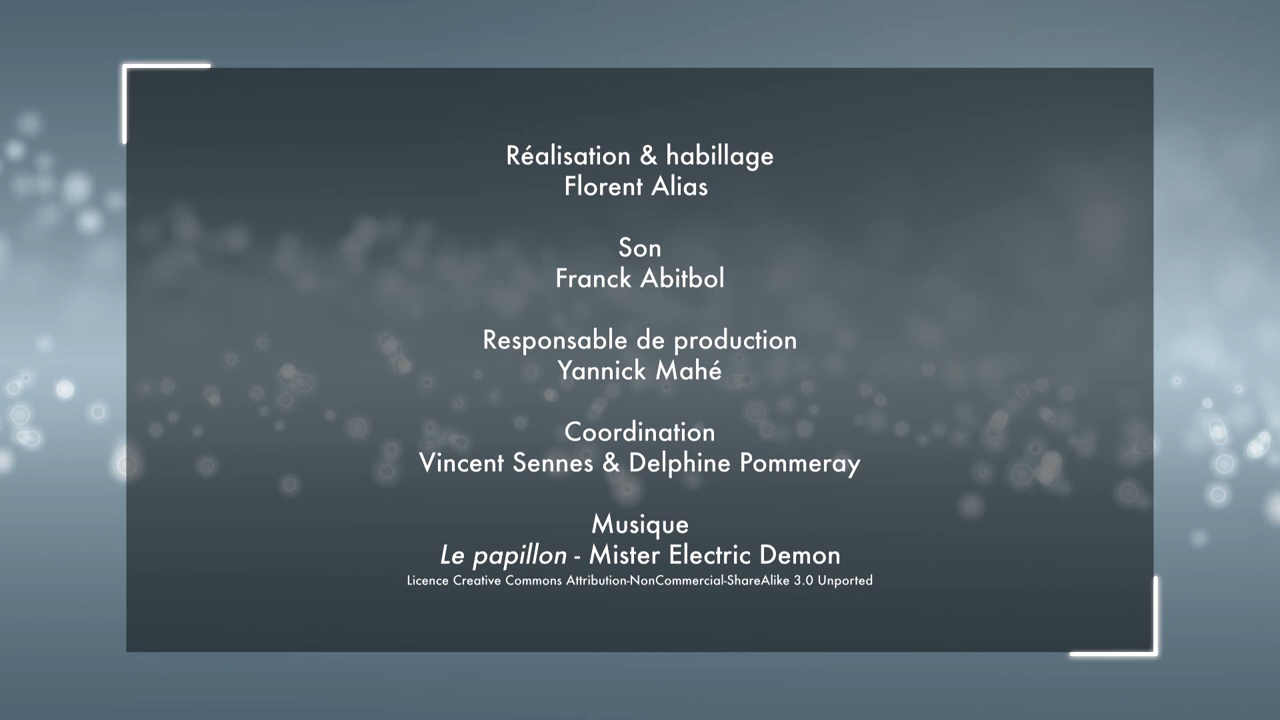 Réalisation & habillage
Florent Alias
Son
Franck Abitbol
Responsable de production
Yannick Mahé
Coordination
Vincent Sennes & Delphine Pommeray
Musique
Le papillon - Mister Electric Demon
Licence Creative Commons Attribution-NonCommercial-ShareAlike 3.0 Unported